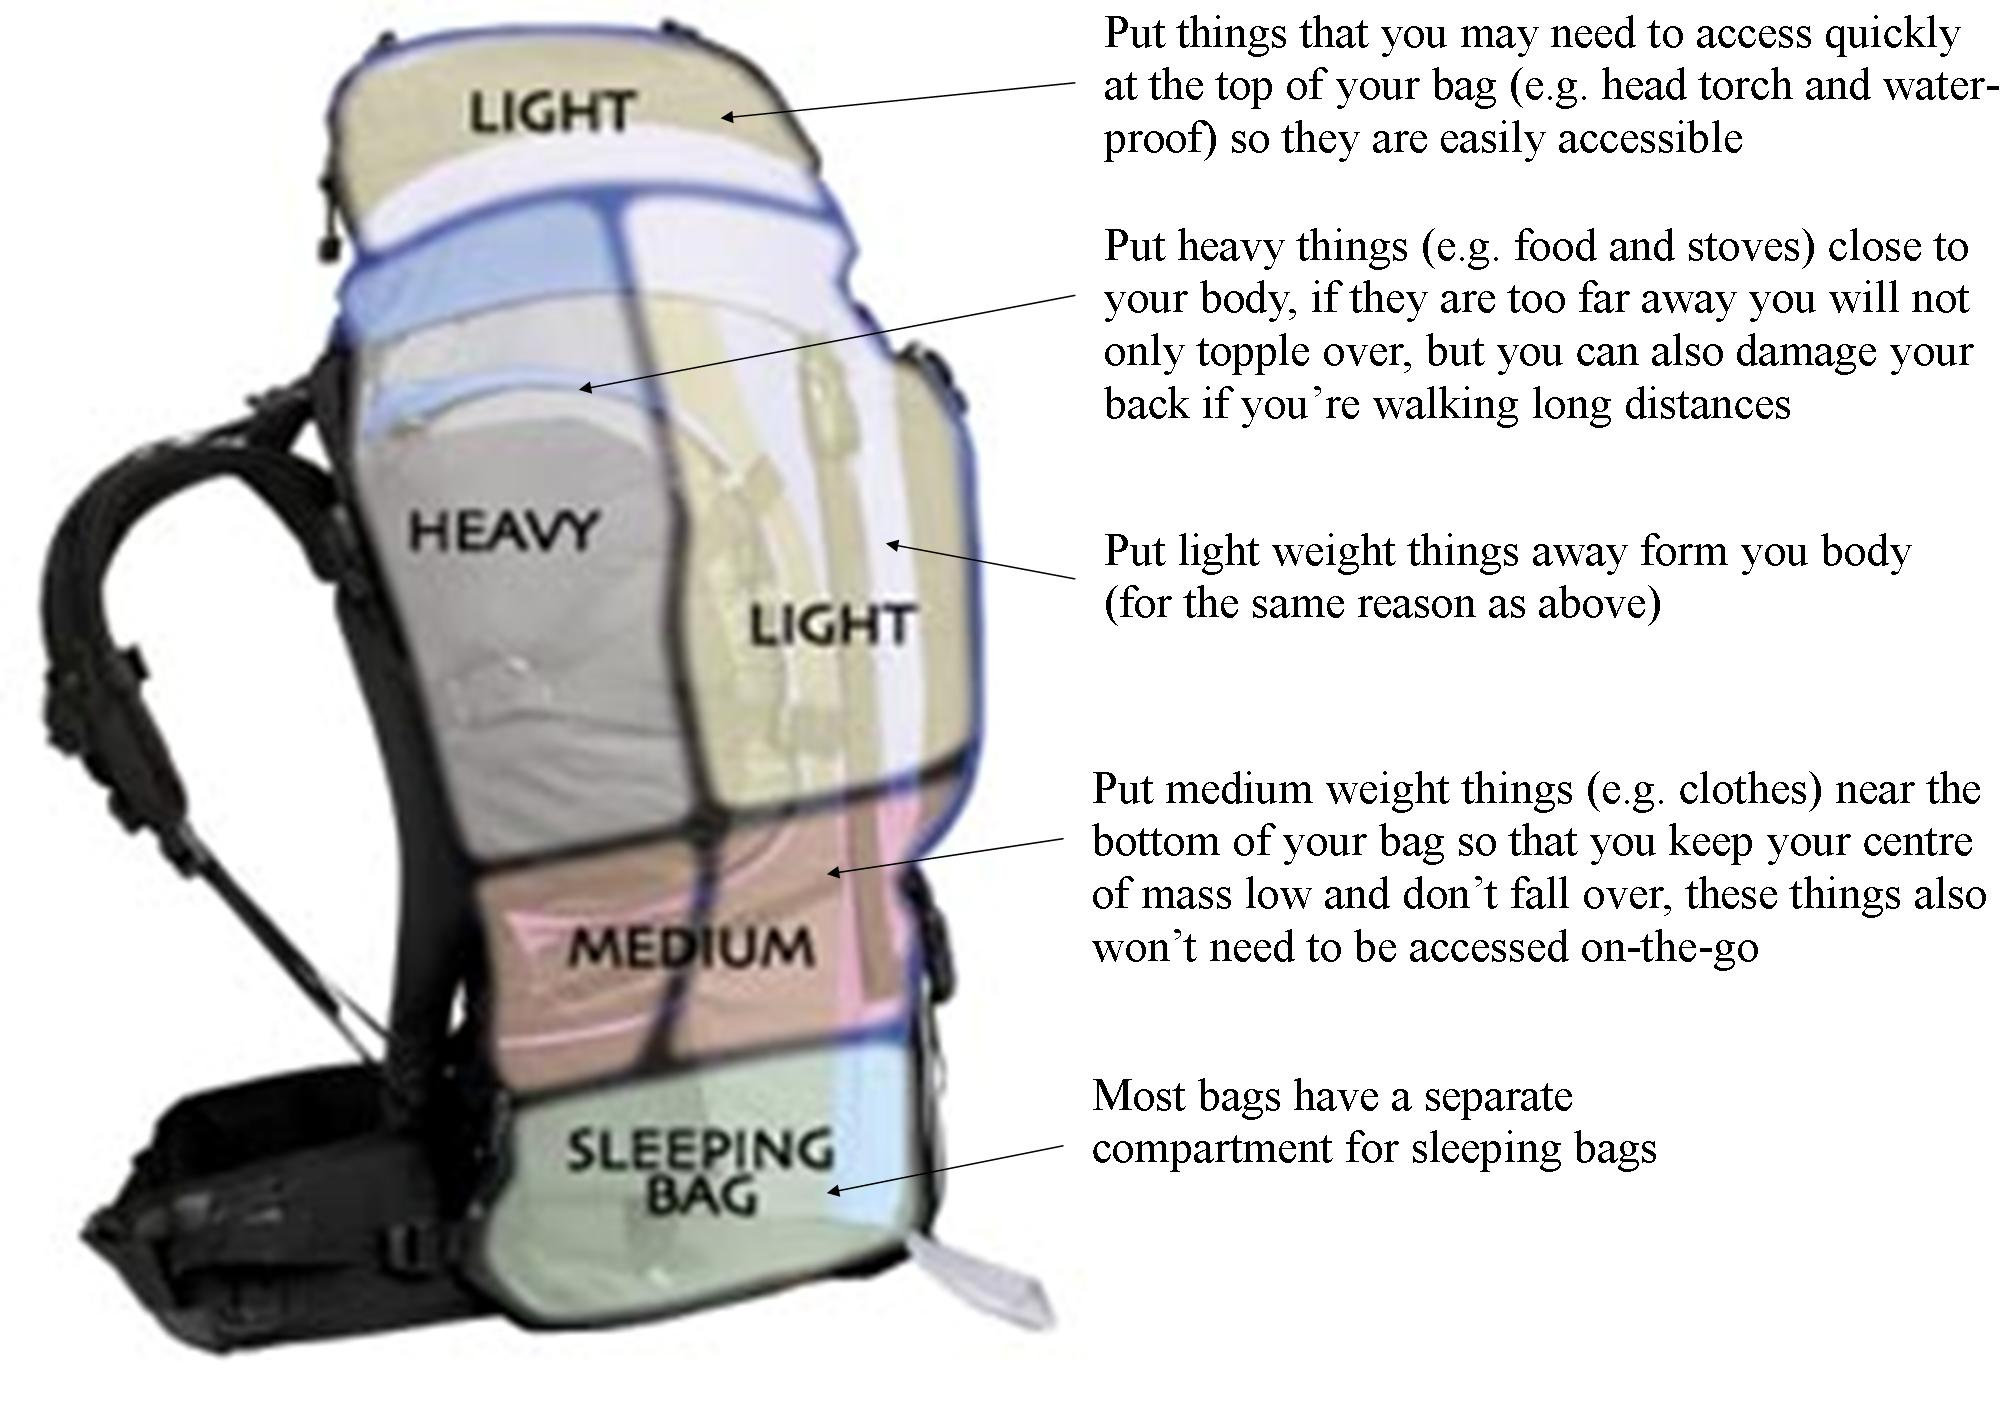 LIGHT
HEAVY
LIGHT
MEDIUM
SLEEPING
BAG
Put things that you may need to access quickly
at the top of your bag (e.g. head torch and water-
proof) so they are easily accessible
Put heavy things (e.g. food and stoves) close to
your body, if they are too far away you will not
only topple over, but you can also damage your
back if you’re walking long distances
Put light weight things away form you body
(for the same reason as above)
Put medium weight things (e.g. clothes) near the
bottom of your bag so that you keep your centre
of mass low and don’t fall over, these things also
won’t need to be accessed on-the-go
Most bags have a separate
compartment for sleeping bags